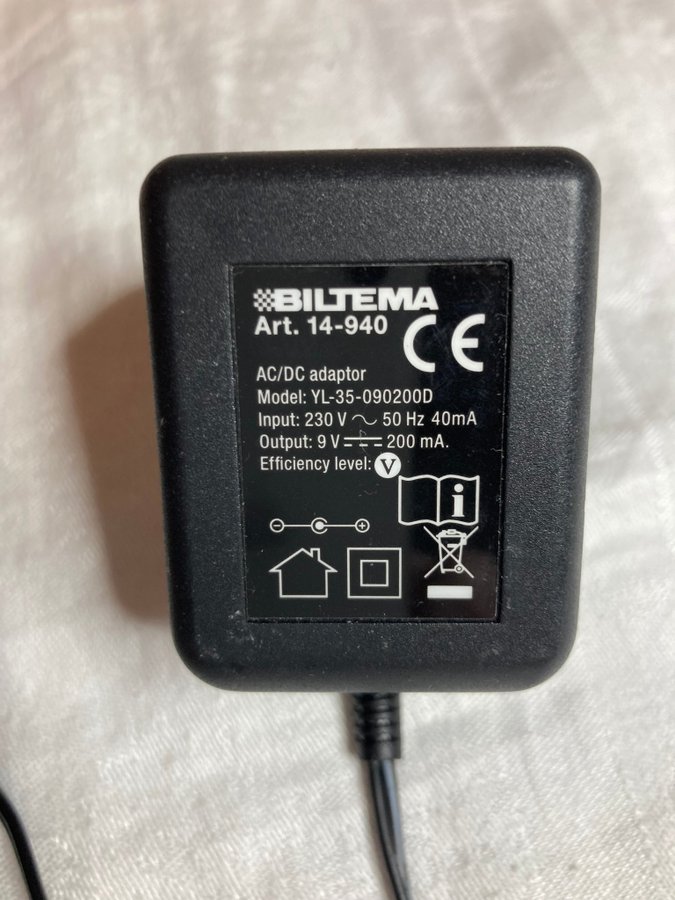 BILTEMA
Art. 14-940
CE
AC/DC adaptor
Model: YL-35-090200D
Input: 230 V ~ 50 Hz 40mA
Output: 9 V ⎓ 200 mA.
Efficiency level: V
i